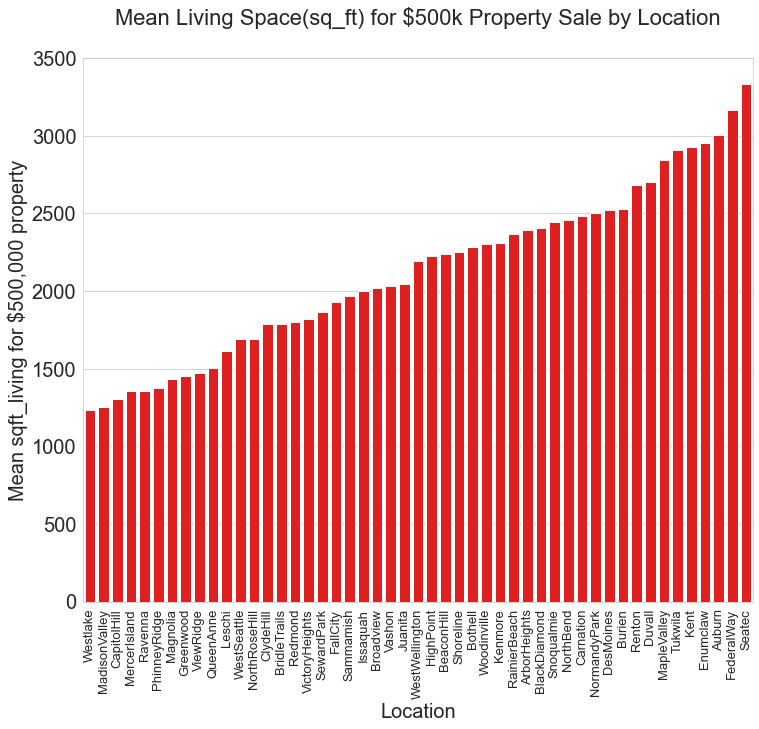 Mean Living Space(sq_ft) for $500k Property Sale by Location
Mean sqft_living for $500,000 property
3500
3000
2500
2000
1500
1000
500
0
Westlake
MadisonValley
CapitolHill
MercerIsland
Ravenna
PhinneyRidge
Magnolia
Greenwood
ViewRidge
QueenAnne
Leschi
WestSeattle
NorthRoseHill
ClydeHill
BridleTrails
Redmond
VictoryHeights
SewardPark
FallCity
Sammamish
Issaquah
Broadview
Vashon
Juanita
WestWellington
HighPoint
BeaconHill
Shoreline
Bothell
Woodinville
Kenmore
RainierBeach
ArborHeights
BlackDiamond
Snoqualmie
NorthBend
Carnation
NormandyPark
DesMoines
Burien
Renton
Duvall
MapleValley
Tukwila
Kent
Enumclaw
Auburn
FederalWay
Seatec
Location